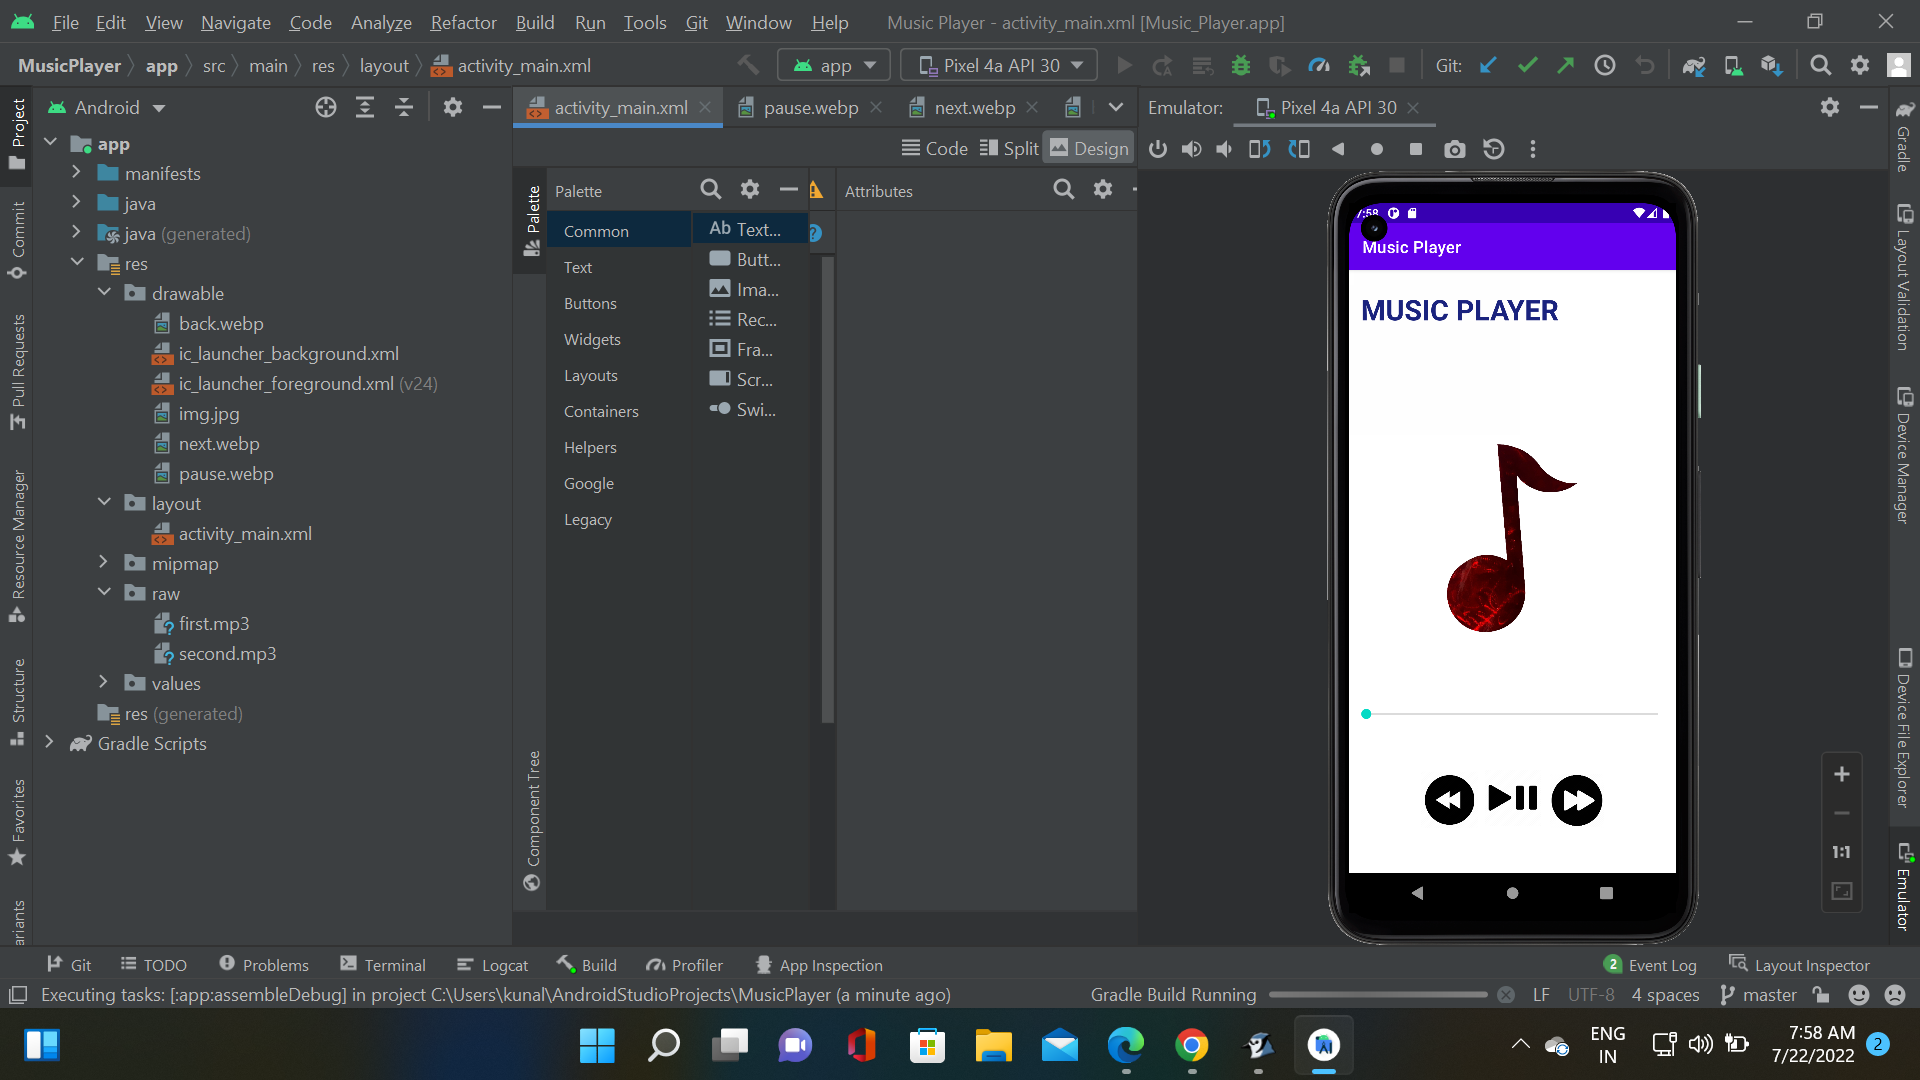 File Edit View Navigate Code Analyze Refactor Build Run Tools Git Window Help Music Player - activity_main.xml [Music_Player.app]
MusicPlayer app src main res layout activity_main.xml app Pixel 4a API 30 Git:
Android
activity_main.xml pause.webp next.webp
Emulator: Pixel 4a API 30
Code Split Design
Project
Commit
Pull Requests
Resource Manager
Structure
Favorites
ariants
app
manifests
java
java (generated)
res
drawable
back.webp
ic_launcher_background.xml
ic_launcher_foreground.xml (v24)
img.jpg
next.webp
pause.webp
layout
activity_main.xml
mipmap
raw
first.mp3
second.mp3
values
res (generated)
Gradle Scripts
Palette
Component Tree
Palette
Common
Text
Buttons
Widgets
Layouts
Containers
Helpers
Google
Legacy
Ab Text...
Butt...
Ima...
Rec...
Fra...
Scr...
Swi...
Attributes
7:58
Music Player
MUSIC PLAYER
1:1
Gradle
Layout Validation
Device Manager
Device File Explorer
Emulator
Git TODO Problems Terminal Logcat Build Profiler App Inspection 2 Event Log Layout Inspector
Executing tasks: [:app:assembleDebug] in project C:\Users\kunal\AndroidStudioProjects\MusicPlayer (a minute ago) Gradle Build Running LF UTF-8 4 spaces master
ENG
IN
7:58 AM
7/22/2022
2